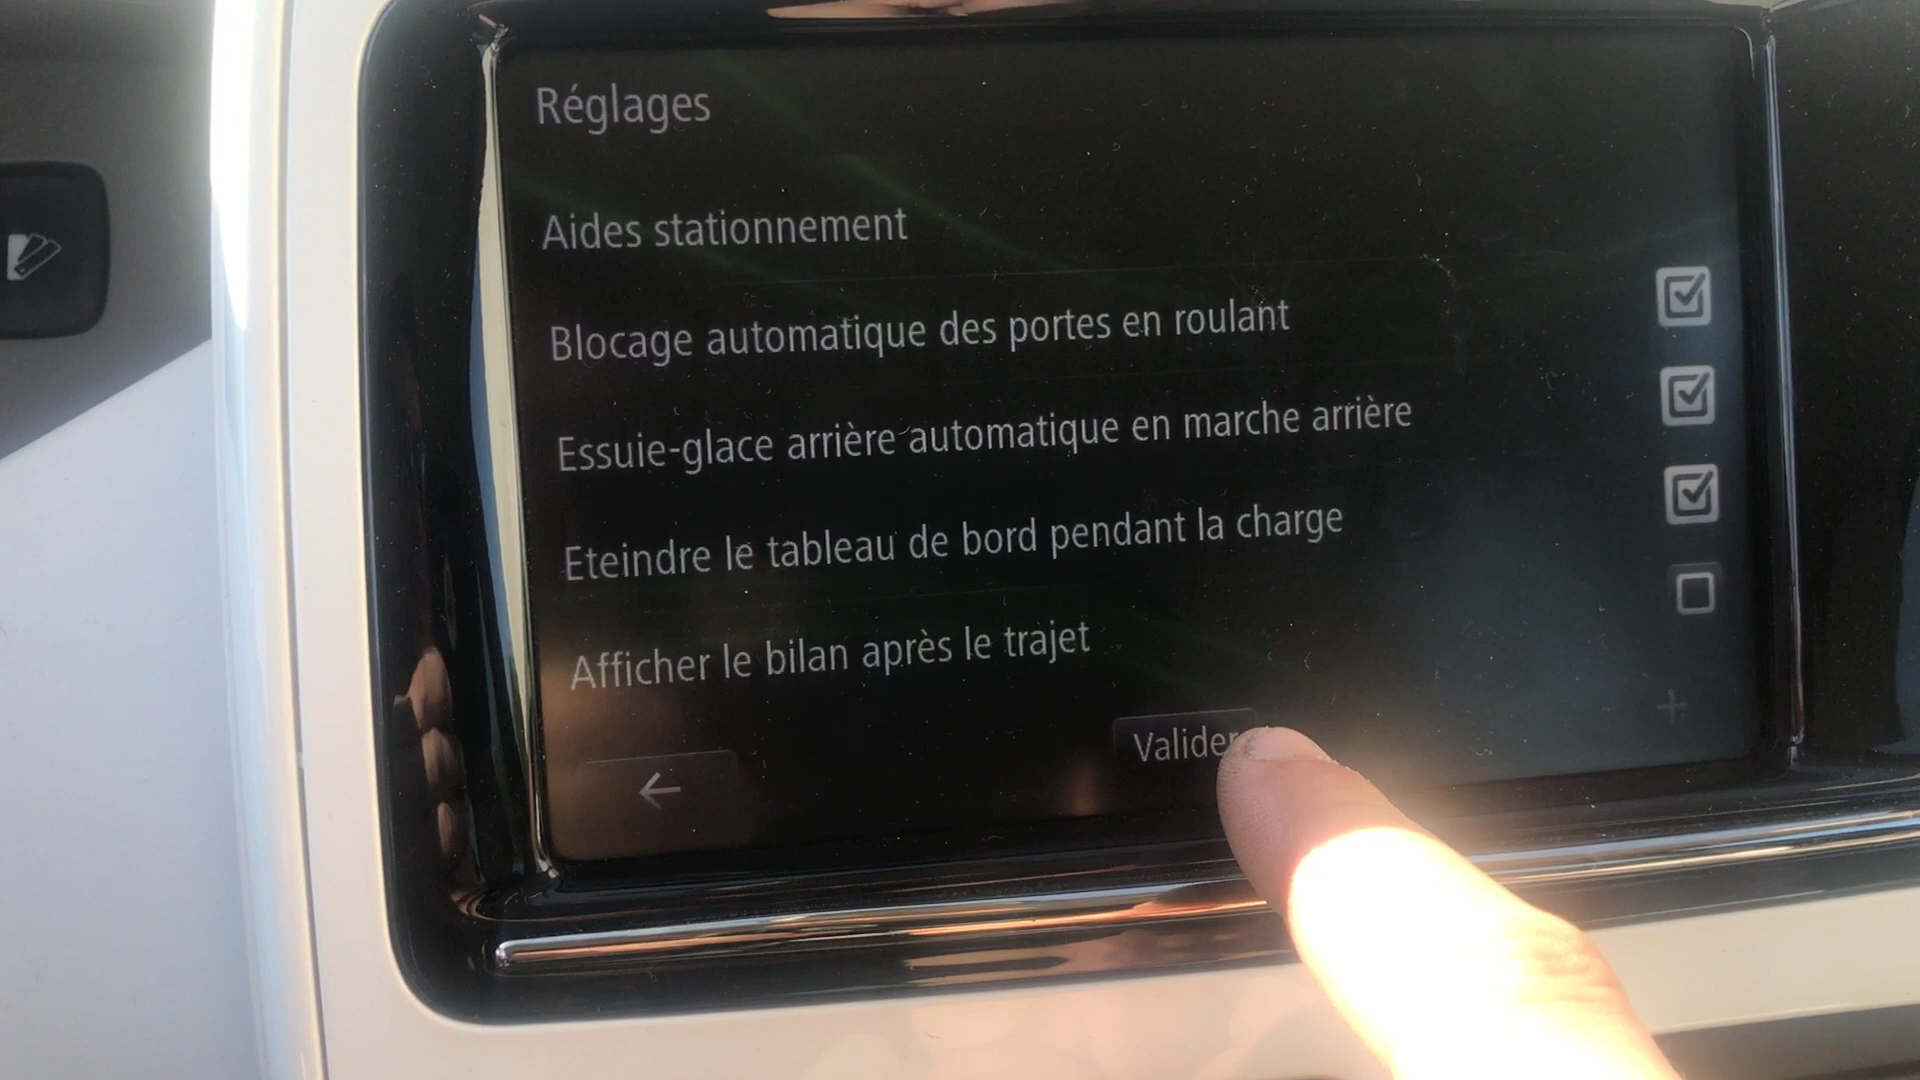 Réglages
Aides stationnement
Blocage automatique des portes en roulant
Essuie-glace arrière automatique en marche arrière
Eteindre le tableau de bord pendant la charge
Afficher le bilan après le trajet
Valider